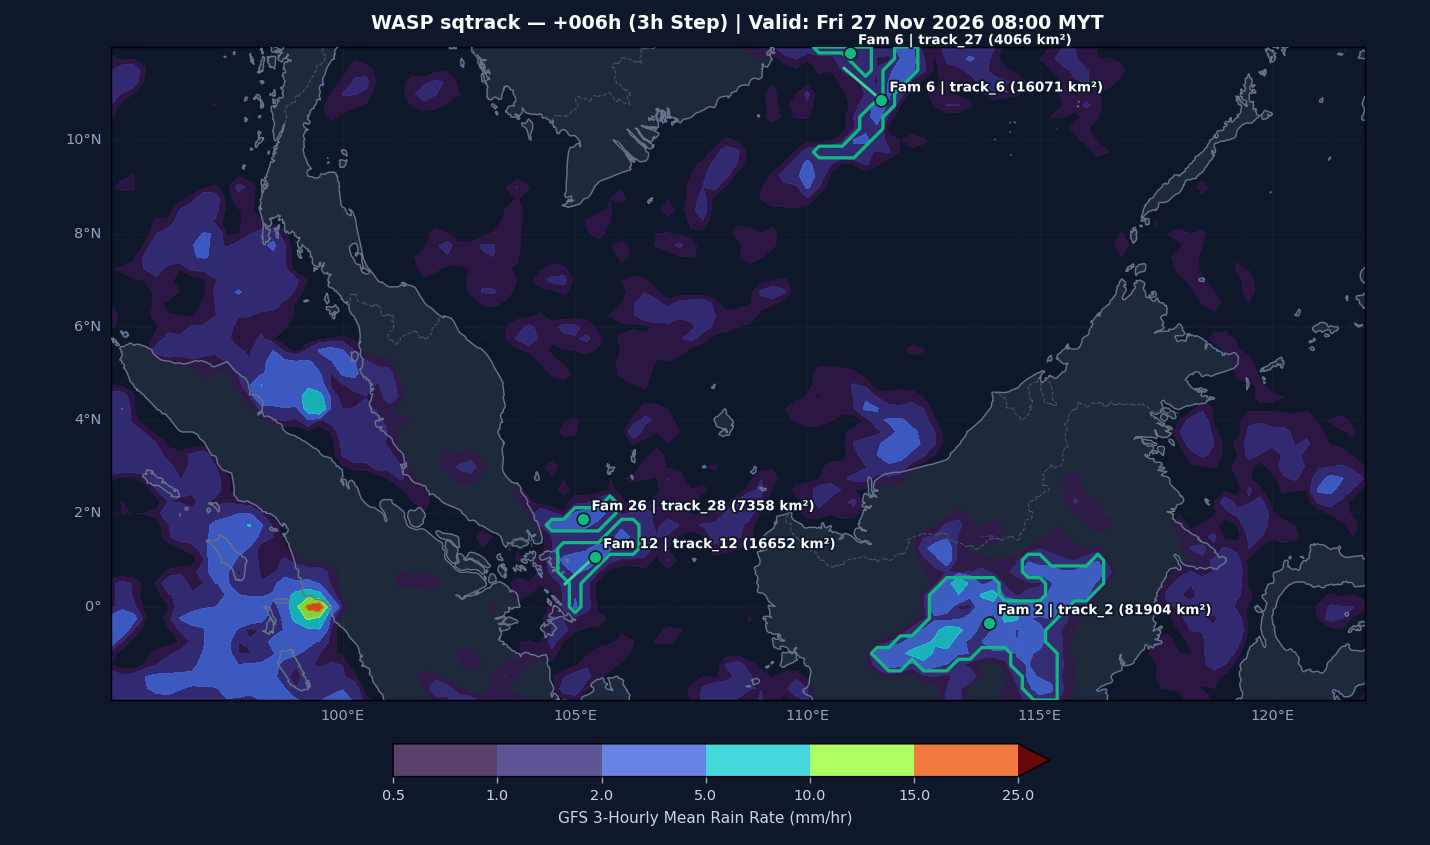 WASP sqtrack — +006h (3h Step) | Valid: Fri 27 Nov 2026 08:00 MYT
Fam 6 | track_27 (4066 km²)
Fam 6 | track_6 (16071 km²)
10°N
8°N
6°N
4°N
2°N
Fam 26 | track_28 (7358 km²)
Fam 12 | track_12 (16652 km²)
0°
Fam 2 | track_2 (81904 km²)
100°E 105°E 110°E 115°E 120°E
0.5 1.0 2.0 5.0 10.0 15.0 25.0
GFS 3-Hourly Mean Rain Rate (mm/hr)